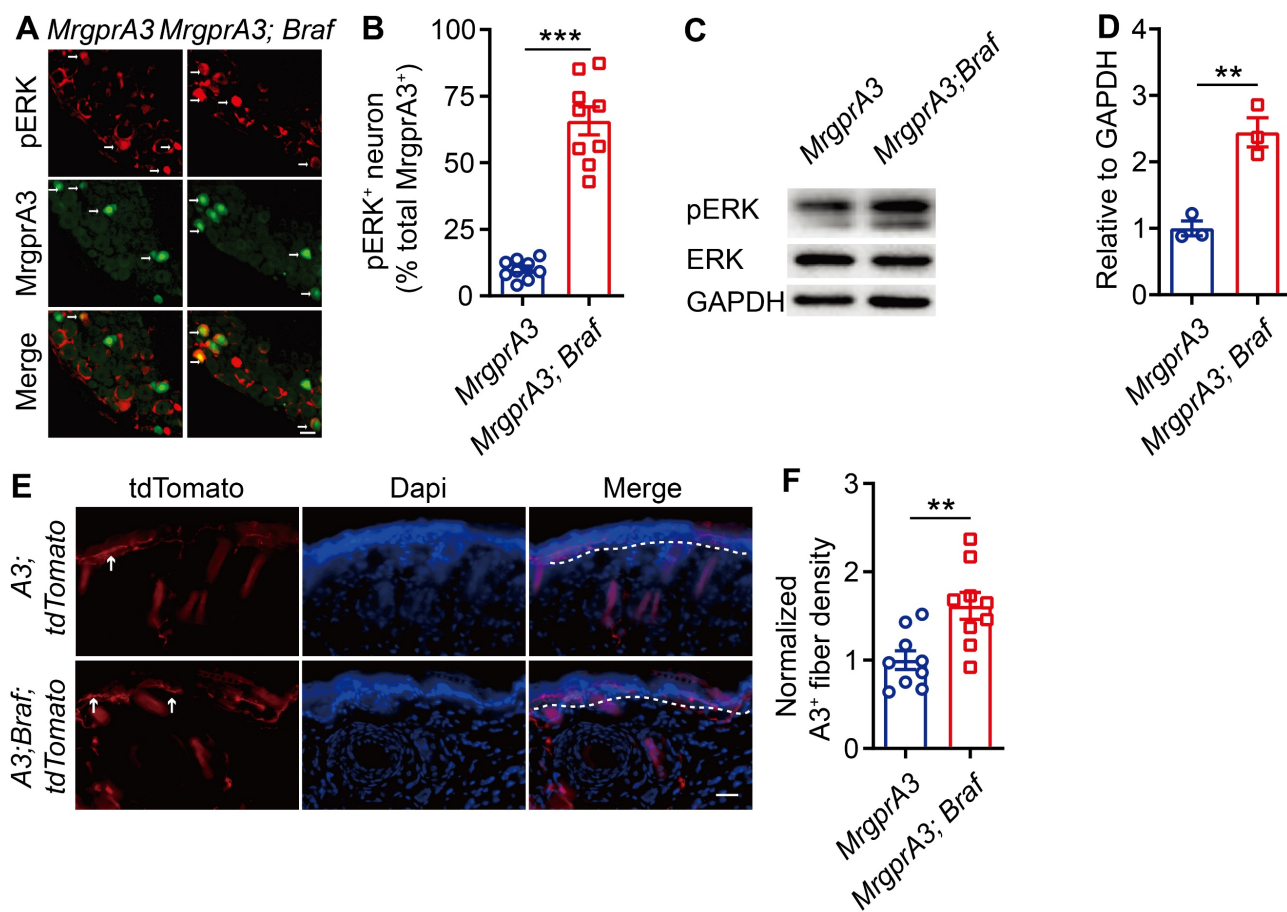 A
MrgprA3 MrgprA3; Braf
pERK
MrgprA3
Merge
B
pERK⁺ neuron
(% total MrgprA3⁺)
100
75
50
25
0
***
MrgprA3
MrgprA3; Braf
C
MrgprA3
MrgprA3;Braf
pERK
ERK
GAPDH
D
Relative to GAPDH
4
3
2
1
0
**
MrgprA3
MrgprA3; Braf
E
tdTomato
Dapi
Merge
A3;
tdTomato
A3;Braf;
tdTomato
F
Normalized
A3⁺ fiber density
3
2
1
0
**
MrgprA3
MrgprA3; Braf